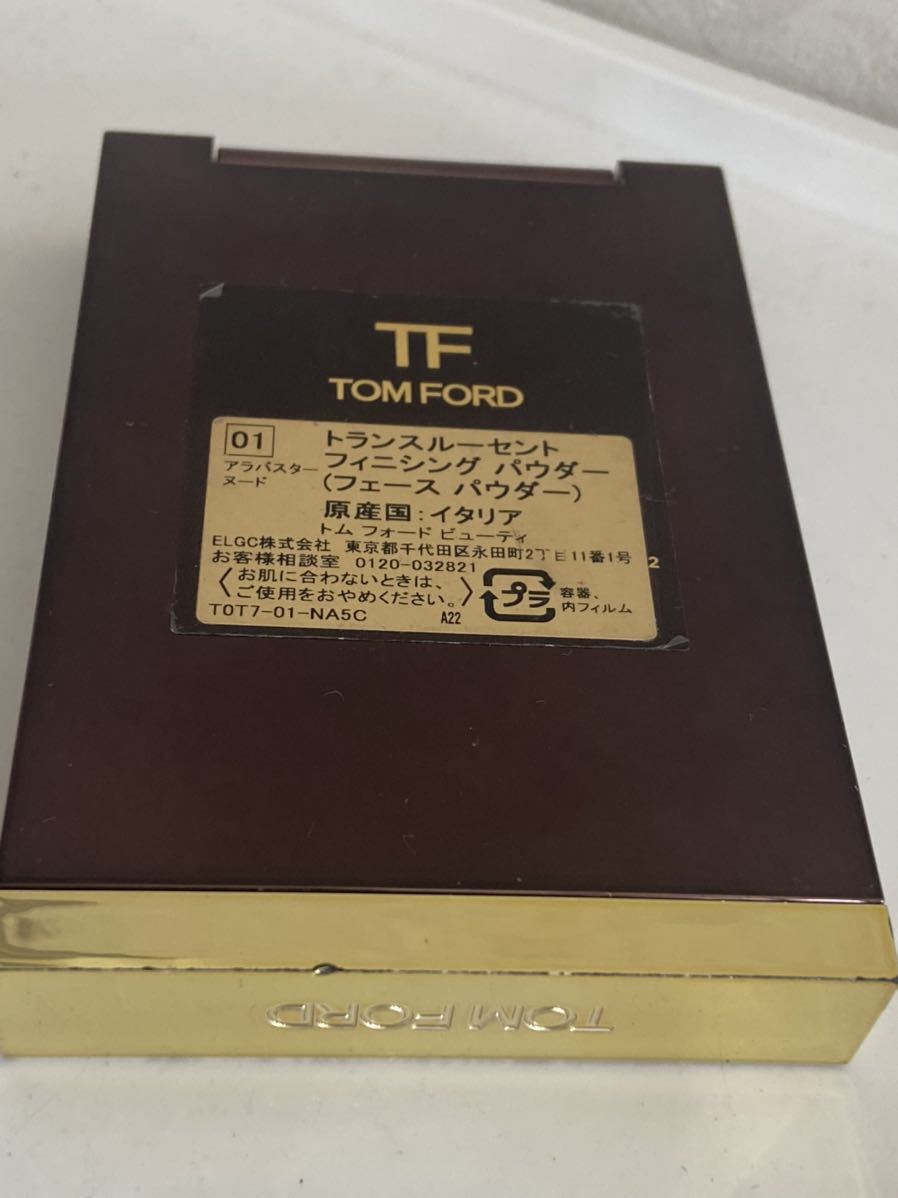 TF
TOM FORD
01 トランスルーセント
アラバスター フィニシング パウダー
ヌード (フェース パウダー)
原産国:イタリア
トム フォード ビューティ
ELGC株式会社 東京都千代田区永田町2丁目11番1号
お客様相談室 0120-032821
〈お肌に合わないときは、
ご使用をおやめください。〉
プラ
容器、
内フィルム
T0T7-01-NA5C A22
2
TOM FORD